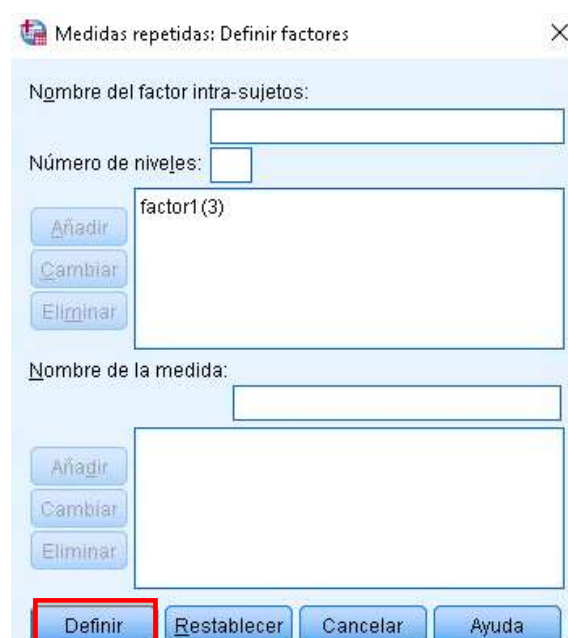 Medidas repetidas: Definir factores
Nombre del factor intra-sujetos:
Número de niveles:
factor1(3)
Añadir
Cambiar
Eliminar
Nombre de la medida:
Añadir
Cambiar
Eliminar
Definir Restablecer Cancelar Ayuda